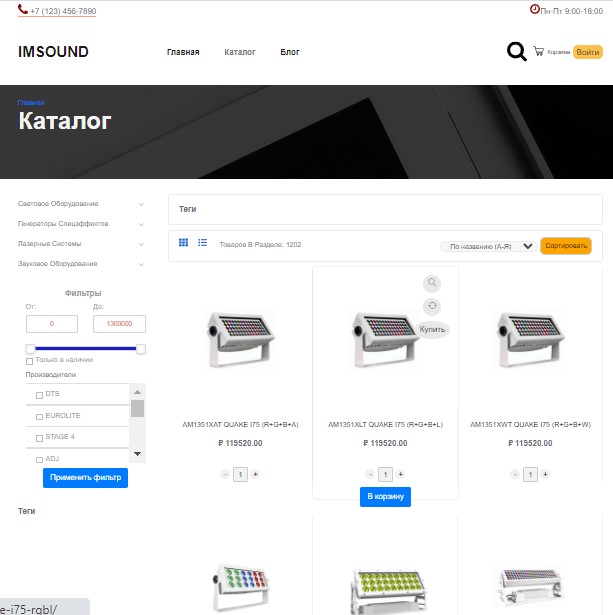 +7 (123) 456-7890
Пн-Пт 9:00-18:00
IMSOUND
Главная
Каталог
Блог
Корзина
Войти
Главная
Каталог
Световое Оборудование
Генераторы Спецэффектов
Лазерные Системы
Звуковое Оборудование
Фильтры
От:
До:
0
1300000
Только в наличии
Производители
DTS
EUROLITE
STAGE 4
ADJ
Применить фильтр
Теги
Теги
Товаров В Разделе: 1202
По названию (А-Я)
Сортировать
Купить
AM1351XAT QUAKE I75 (R+G+B+A)
₽ 119520.00
- 1 +
AM1351XLT QUAKE I75 (R+G+B+L)
₽ 119520.00
- 1 +
В корзину
AM1351XWT QUAKE I75 (R+G+B+W)
₽ 119520.00
- 1 +
e-i75-rgbl/